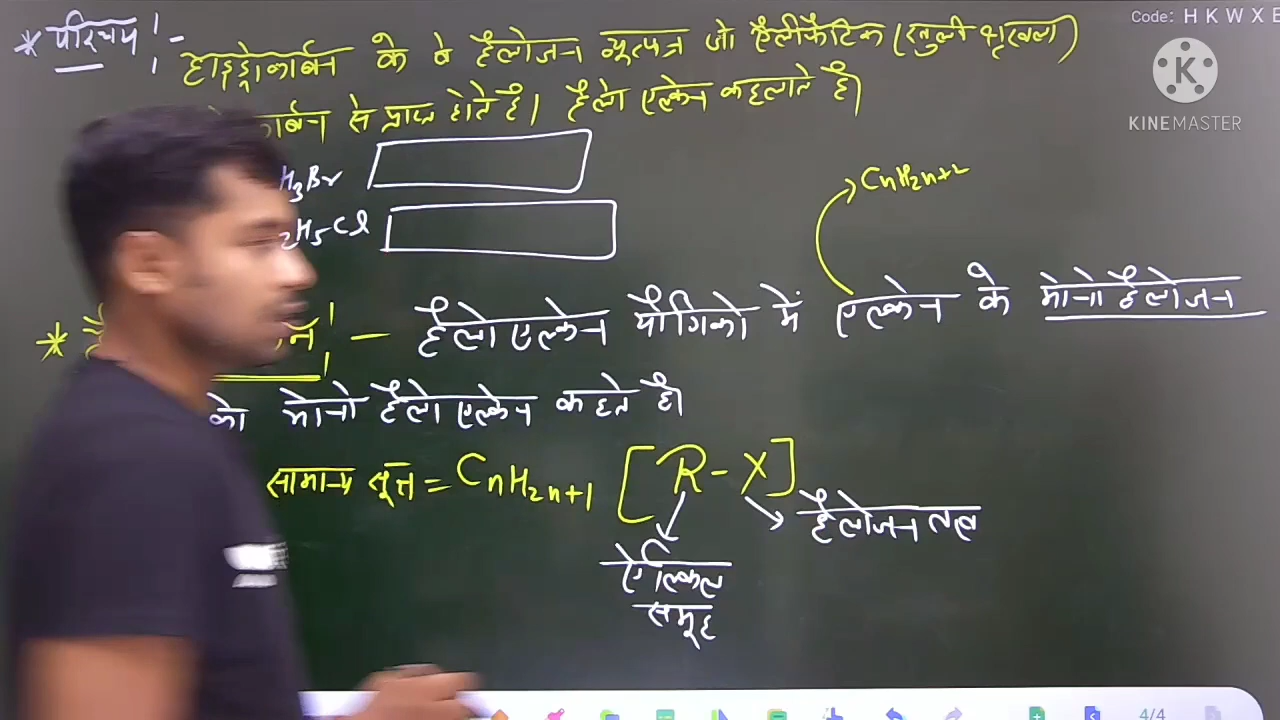 Code: H K W X E
K
KINEMASTER
* परिचय :-
हाइड्रोकार्बन के वे हैलोजन व्युत्पन्न जो ऐलीफैटिक (खुली श्रृंखला)
कार्बन से प्राप्त होते है। हैलो एल्केन कहलाते है।
H3Br
2H5Cl
CnH2n+2
* है न :- हैलो एल्केन यौगिको में एल्केन के मोनो हैलोजन
को मोनो हैलो एल्केन कहते है।
सामान्य सूत्र = CnH2n+1 [R-X]
हैलोजन तत्व
ऐल्किल
समूह
4/4